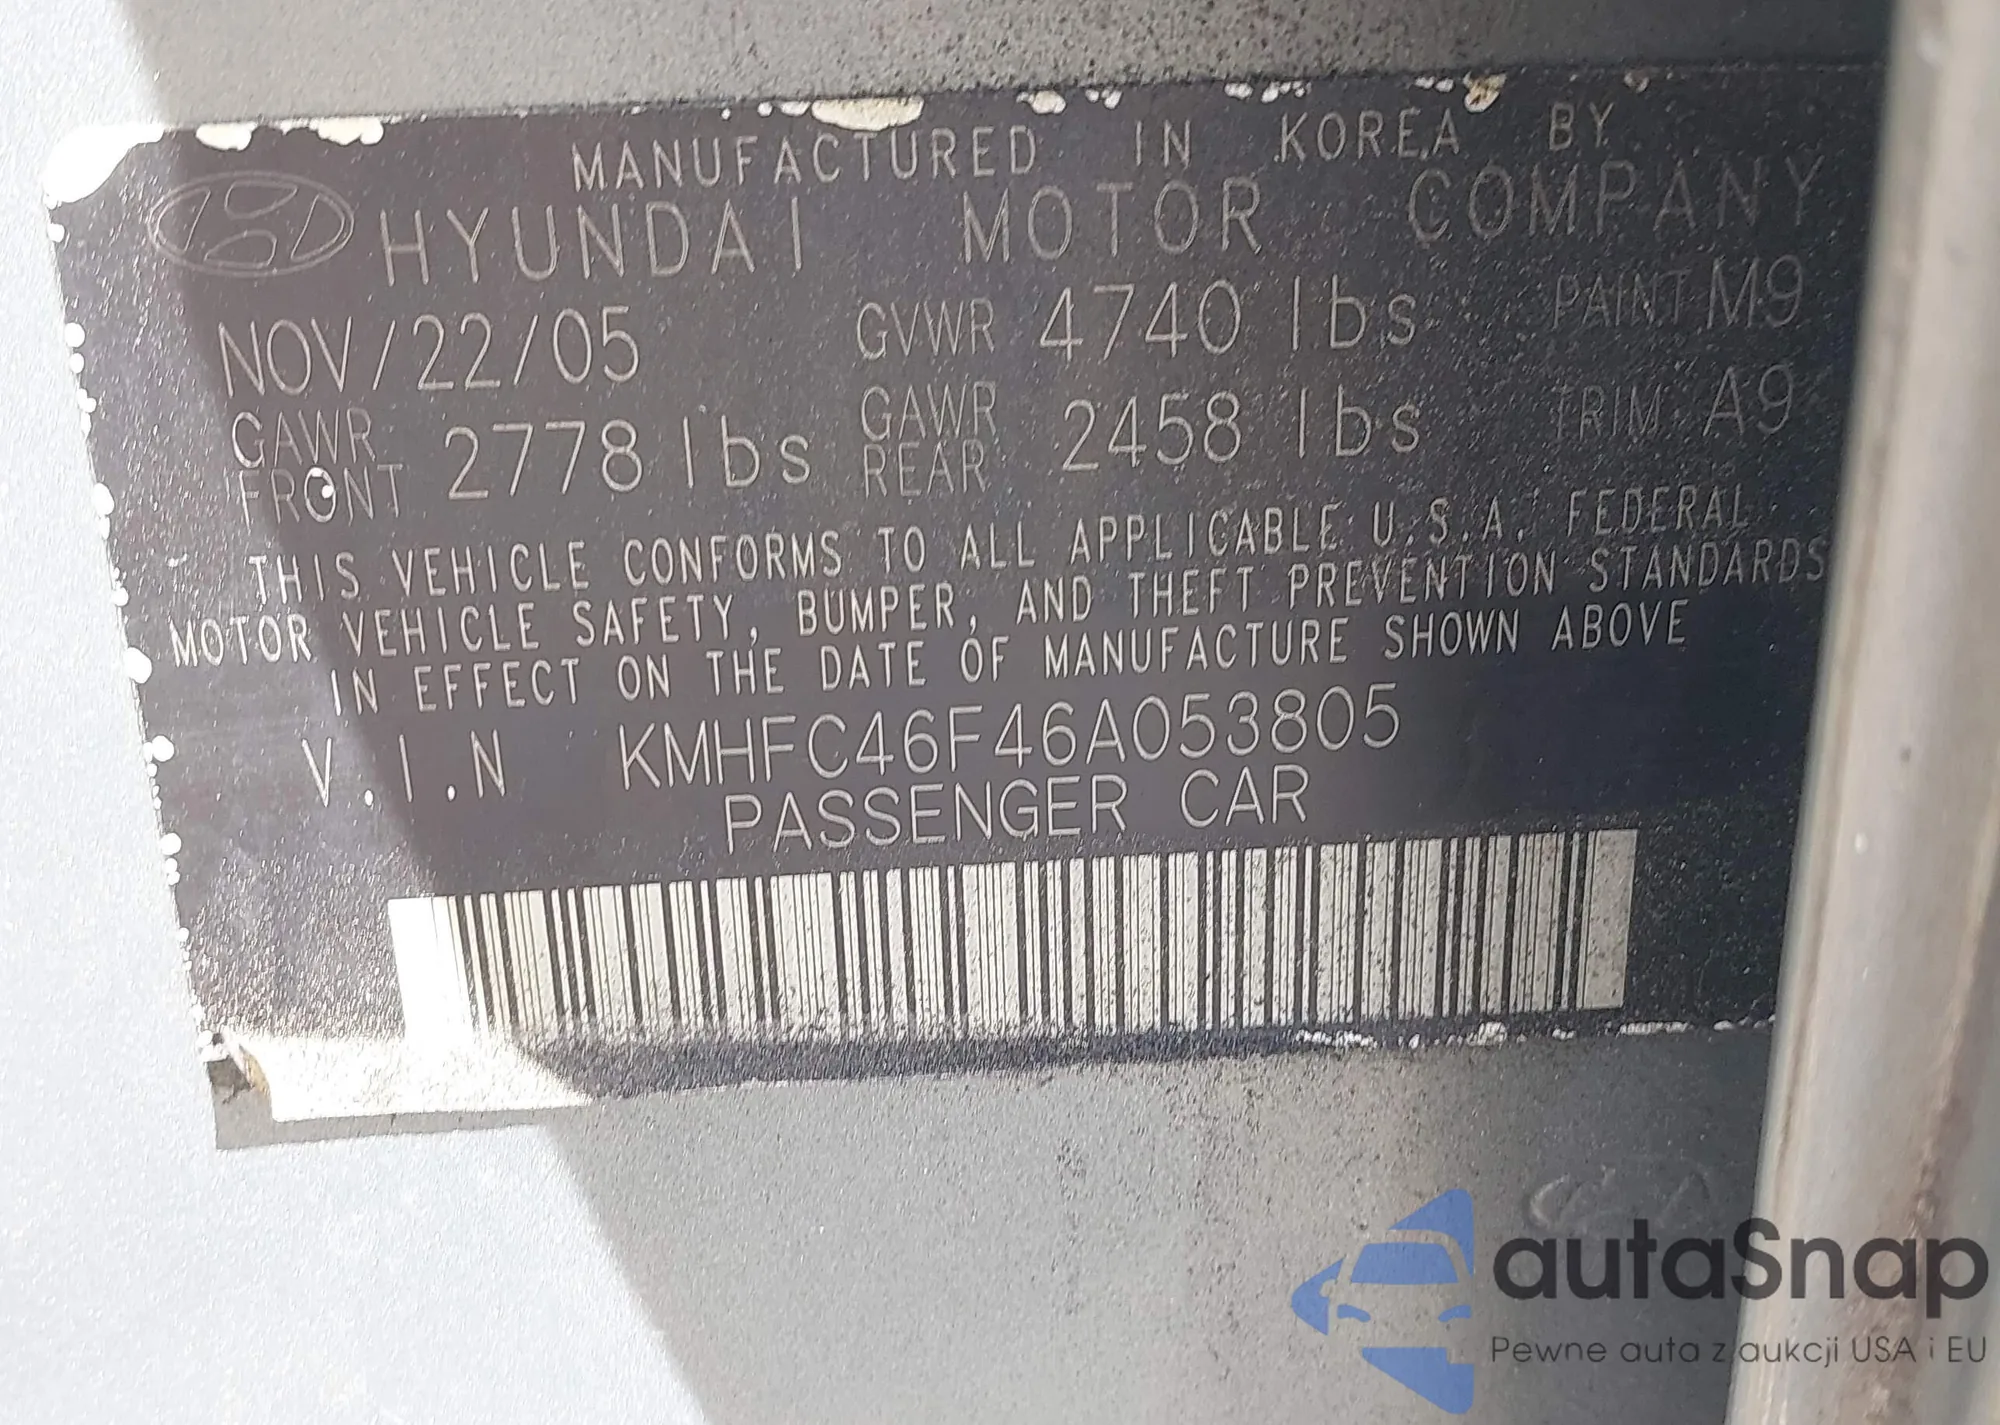 MANUFACTURED IN KOREA BY
HYUNDAI MOTOR COMPANY
NOV/22/05 GVWR 4740 lbs PAINT M9
GAWR FRONT 2778 lbs GAWR REAR 2458 lbs TRIM A9
THIS VEHICLE CONFORMS TO ALL APPLICABLE U.S.A. FEDERAL
MOTOR VEHICLE SAFETY, BUMPER, AND THEFT PREVENTION STANDARDS
IN EFFECT ON THE DATE OF MANUFACTURE SHOWN ABOVE
V.I.N KMHFC46F46A053805
PASSENGER CAR
autaSnap
Pewne auta z aukcji USA i EU